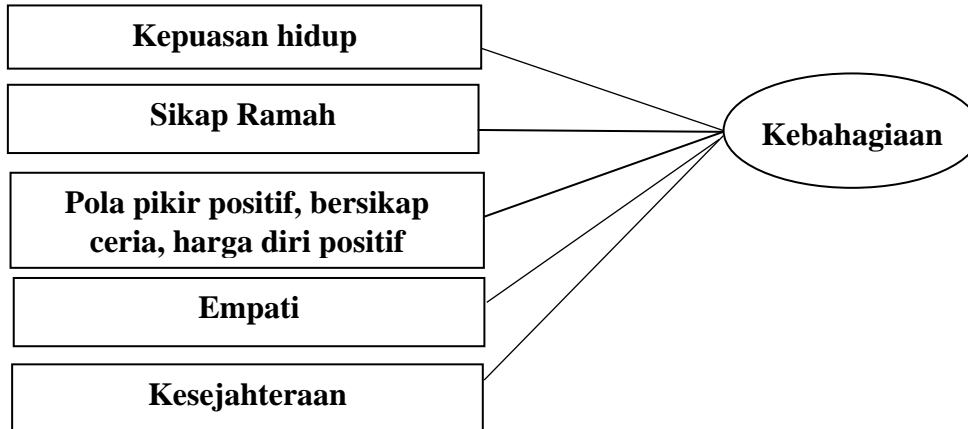 Kepuasan hidup
Sikap Ramah
Kebahagiaan
Pola pikir positif, bersikap
ceria, harga diri positif
Empati
Kesejahteraan